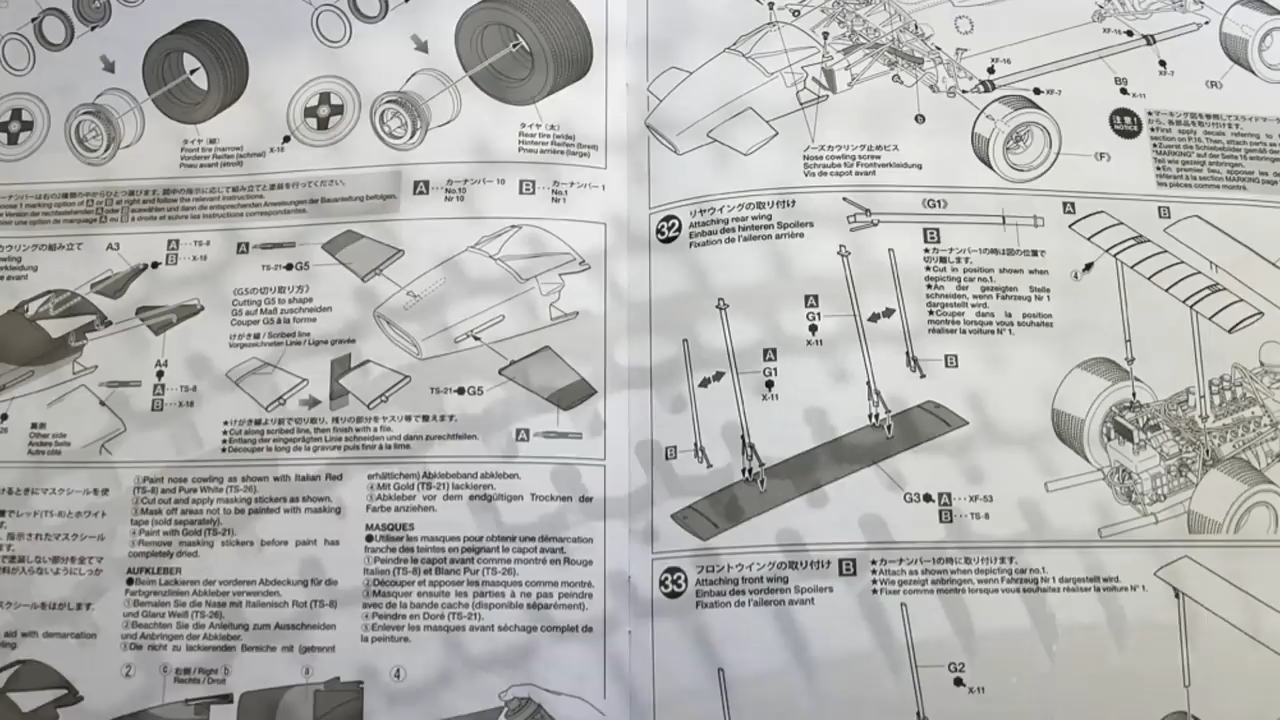 タイヤ（細）
Front tire (narrow)
Vorderer Reifen (schmal)
Pneu avant (étroit)
X-18
タイヤ（太）
Rear tire (wide)
Hinterer Reifen (breit)
Pneu arrière (large)
A ··· カーナンバー 10
No.10
Nr 10
B ··· カーナンバー 1
No.1
Nr 1
カウリングの組み立て
A3
A ··· TS-8
B ··· X-18
A
TS-21 G5
《G5の切り取り方》
Cutting G5 to shape
G5 auf Maß zuschneiden
Couper G5 à la forme
けがき線 / Scribed line
Vorgezeichneten Linie / Ligne gravée
A4
A ··· TS-8
B ··· X-18
TS-21 G5
A
裏側
Other side
Andere Seite
Autre côté
★けがき線より前で切り取り、残りの部分をヤスリ等で整えます。
★Cut along scribed line, then finish with a file.
★Entlang der eingeprägten Linie schneiden und dann zurechtfeilen.
★Découper le long de la gravure puis finir à la lime.
①Paint nose cowling as shown with Italian Red
(TS-8) and Pure White (TS-26).
②Cut out and apply masking stickers as shown.
③Mask off areas not to be painted with masking
tape (sold separately).
④Paint with Gold (TS-21).
⑤Remove masking stickers before paint has
completely dried.
AUFKLEBER
●Beim Lackieren der vorderen Abdeckung für die
Farbgrenzlinien Abkleber verwenden.
①Bemalen Sie die Nase mit Italienisch Rot (TS-8)
und Glanz Weiß (TS-26).
②Beachten Sie die Anleitung zum Ausschneiden
und Anbringen der Abkleber.
③Die nicht zu lackierenden Bereiche mit (getrennt
erhältlichem) Abklebeband abkleben.
④Mit Gold (TS-21) lackieren.
⑤Abkleber vor dem endgültigen Trocknen der
Farbe anziehen.
MASQUES
●Utiliser les masques pour obtenir une démarcation
franche des teintes en peignant le capot avant.
①Peindre le capot avant comme montré en Rouge
Italien (TS-8) et Blanc Pur (TS-26).
②Découper et apposer les masques comme montré.
③Masquer ensuite les parties à ne pas peindre
avec de la bande cache (disponible séparément).
④Peindre en Doré (TS-21).
⑤Enlever les masques avant séchage complet de
la peinture.
aid with demarcation
②
ⓒ 右側 / Right ⓑ
Rechts / Droit
ⓐ
④
XF-16
XF-7
XF-16
XF-7
B9
X-11
《R》
ⓑ
《F》
ノーズカウリング止めビス
Nose cowling screw
Schraube für Frontverkleidung
Vis de capot avant
注意！
NOTICE
32
リヤウイングの取り付け
Attaching rear wing
Einbau des hinteren Spoilers
Fixation de l'aileron arrière
《G1》
B
★カーナンバー1の時は図の位置で
切り離します。
★Cut in position shown when
depicting car no.1.
★An der gezeigten Stelle
schneiden, wenn Fahrzeug Nr 1
dargestellt wird.
★Couper dans la position
montrée lorsque vous souhaitez
réaliser la voiture N° 1.
A
B
④
A
G1
X-11
A
G1
X-11
B
B
G3 A ··· XF-53
B ··· TS-8
33
フロントウイングの取り付け
Attaching front wing
Einbau des vorderen Spoilers
Fixation de l'aileron avant
B
★カーナンバー1の時に取り付けます。
★Attach as shown when depicting car no.1.
★Wie gezeigt anbringen, wenn Fahrzeug Nr 1 dargestellt wird.
★Fixer comme montré lorsque vous souhaitez réaliser la voiture N° 1.
G2
X-11